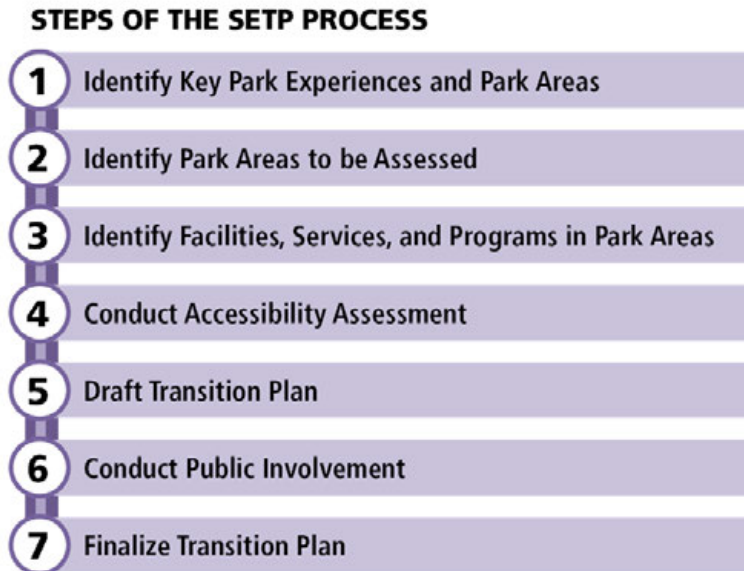 STEPS OF THE SETP PROCESS
1 Identify Key Park Experiences and Park Areas
2 Identify Park Areas to be Assessed
3 Identify Facilities, Services, and Programs in Park Areas
4 Conduct Accessibility Assessment
5 Draft Transition Plan
6 Conduct Public Involvement
7 Finalize Transition Plan